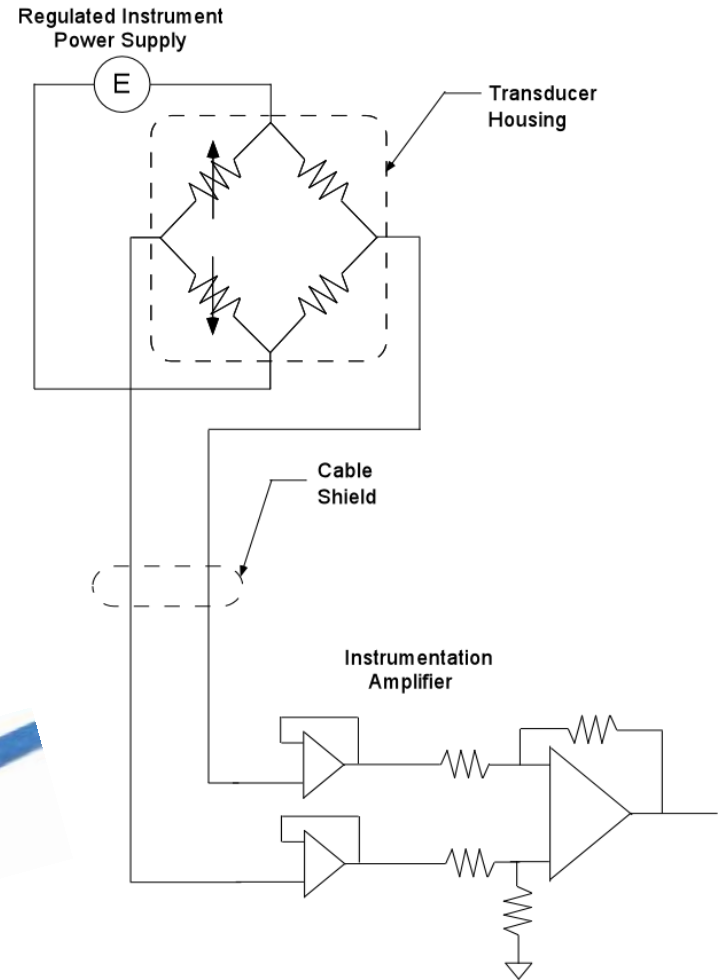 Regulated Instrument
Power Supply
E
Transducer
Housing
Cable
Shield
Instrumentation
Amplifier